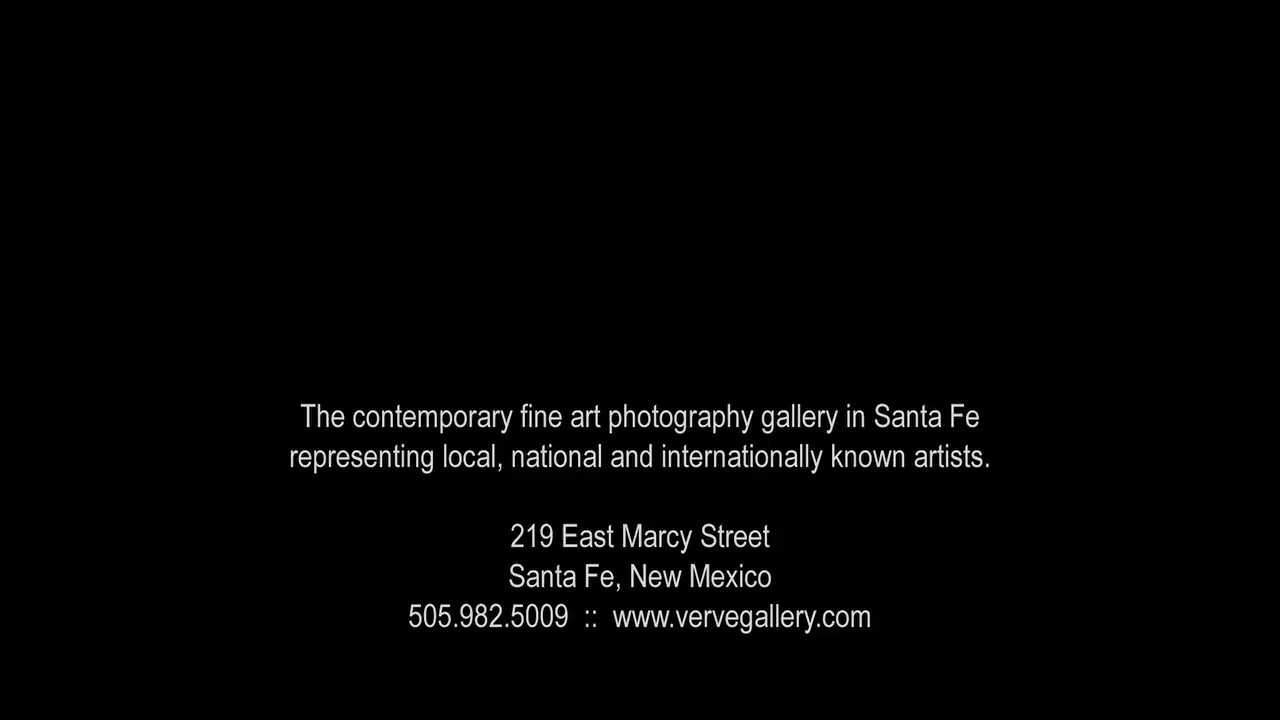 The contemporary fine art photography gallery in Santa Fe
representing local, national and internationally known artists.
219 East Marcy Street
Santa Fe, New Mexico
505.982.5009 :: www.vervegallery.com